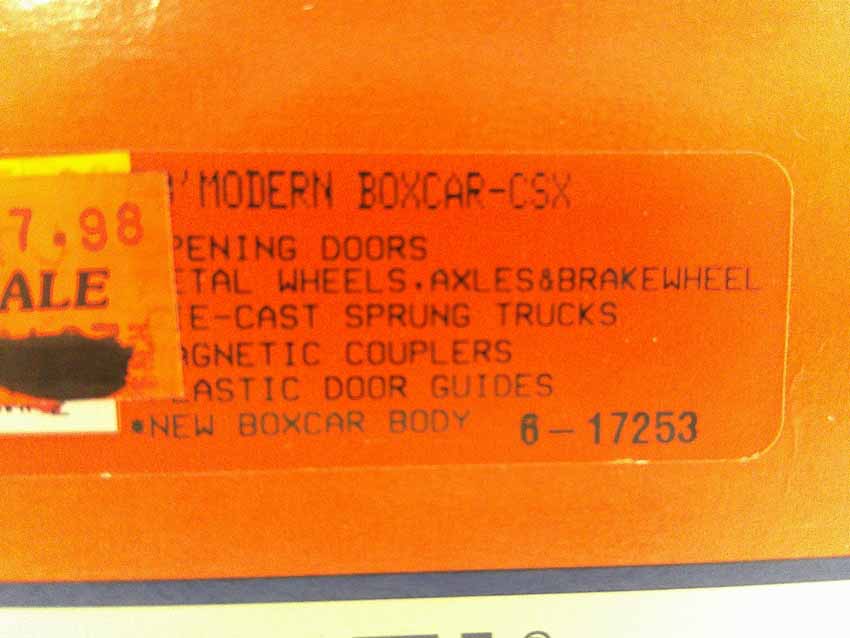 7.98
ALE
' MODERN BOXCAR-CSX
PENING DOORS
ETAL WHEELS,AXLES&BRAKEWHEEL
E-CAST SPRUNG TRUCKS
AGNETIC COUPLERS
ASTIC DOOR GUIDES
•NEW BOXCAR BODY 6-17253